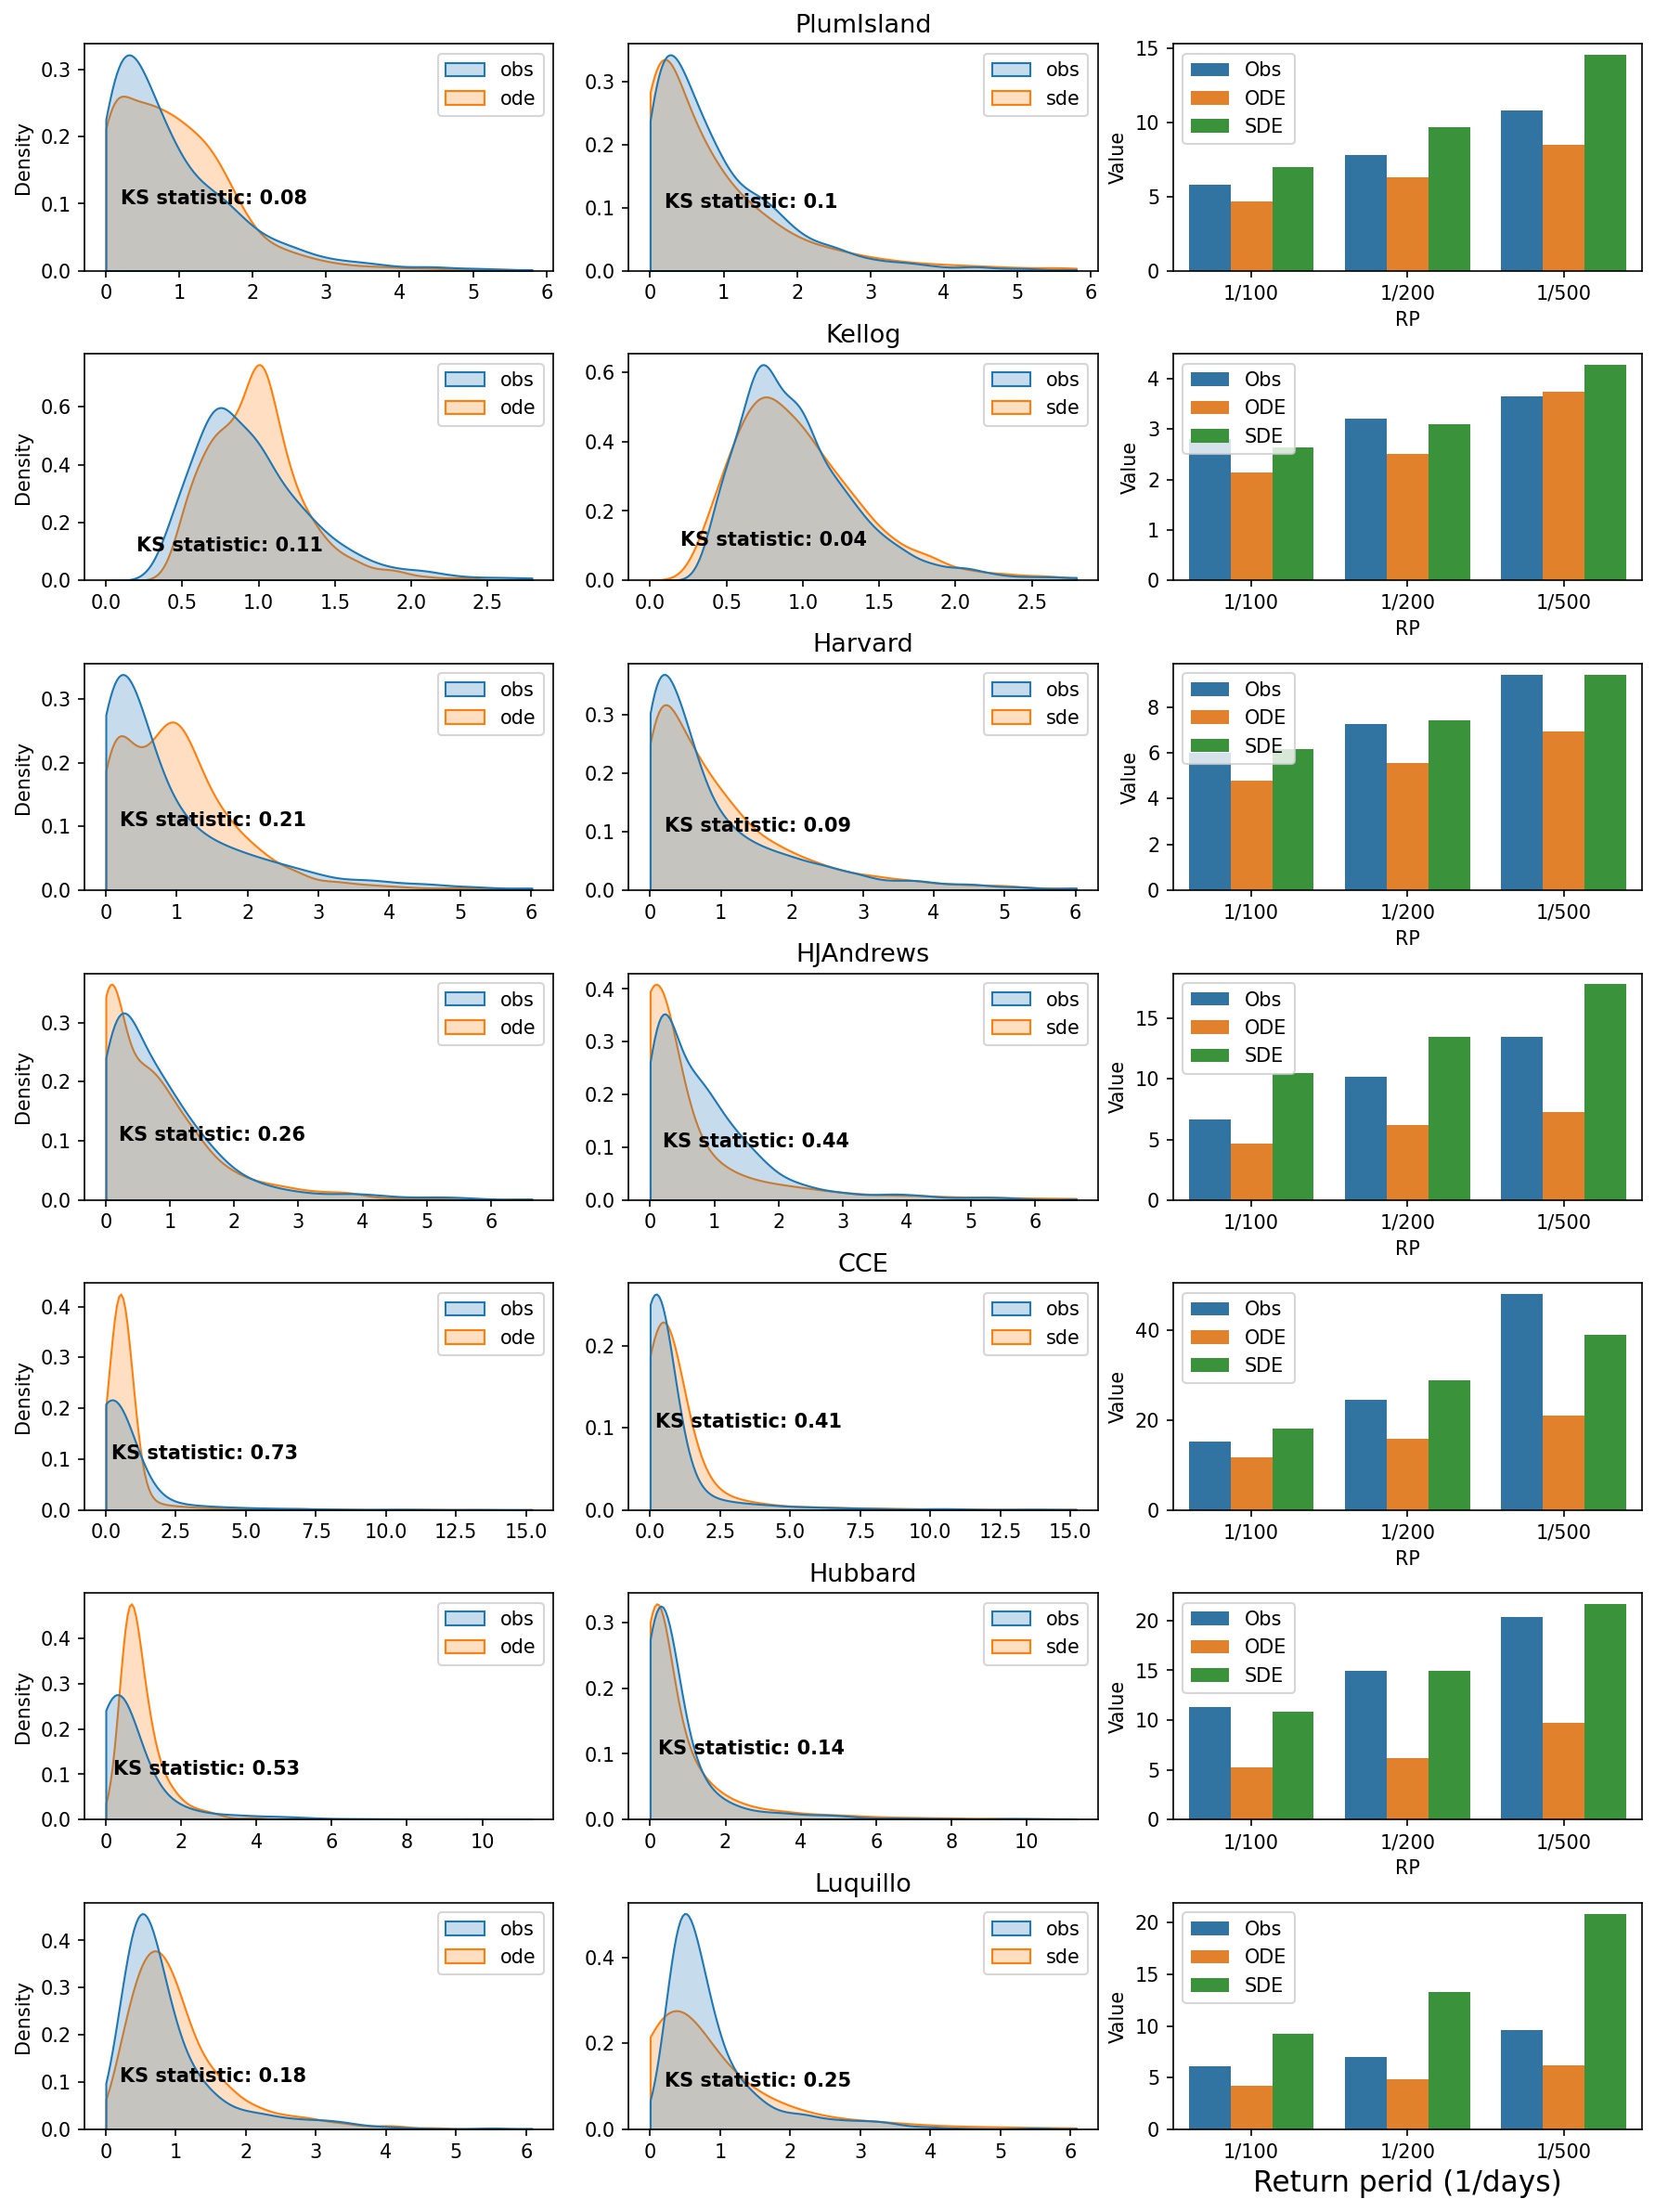 PlumIsland
Density
0.3
0.2
0.1
0.0
KS statistic: 0.08
obs
ode
0 1 2 3 4 5 6
0.3
0.2
0.1
0.0
KS statistic: 0.1
obs
sde
0 1 2 3 4 5 6
Value
15
10
5
0
Obs
ODE
SDE
1/100 1/200 1/500
RP
Kellog
Density
0.6
0.4
0.2
0.0
KS statistic: 0.11
obs
ode
0.0 0.5 1.0 1.5 2.0 2.5
0.6
0.4
0.2
0.0
KS statistic: 0.04
obs
sde
0.0 0.5 1.0 1.5 2.0 2.5
Value
4
3
2
1
0
Obs
ODE
SDE
1/100 1/200 1/500
RP
Harvard
Density
0.3
0.2
0.1
0.0
KS statistic: 0.21
obs
ode
0 1 2 3 4 5 6
0.3
0.2
0.1
0.0
KS statistic: 0.09
obs
sde
0 1 2 3 4 5 6
Value
8
6
4
2
0
Obs
ODE
SDE
1/100 1/200 1/500
RP
HJAndrews
Density
0.3
0.2
0.1
0.0
KS statistic: 0.26
obs
ode
0 1 2 3 4 5 6
0.4
0.3
0.2
0.1
0.0
KS statistic: 0.44
obs
sde
0 1 2 3 4 5 6
Value
15
10
5
0
Obs
ODE
SDE
1/100 1/200 1/500
RP
CCE
Density
0.4
0.3
0.2
0.1
0.0
KS statistic: 0.73
obs
ode
0.0 2.5 5.0 7.5 10.0 12.5 15.0
0.2
0.1
0.0
KS statistic: 0.41
obs
sde
0.0 2.5 5.0 7.5 10.0 12.5 15.0
Value
40
20
0
Obs
ODE
SDE
1/100 1/200 1/500
RP
Hubbard
Density
0.4
0.3
0.2
0.1
0.0
KS statistic: 0.53
obs
ode
0 2 4 6 8 10
0.3
0.2
0.1
0.0
KS statistic: 0.14
obs
sde
0 2 4 6 8 10
Value
20
15
10
5
0
Obs
ODE
SDE
1/100 1/200 1/500
RP
Luquillo
Density
0.4
0.3
0.2
0.1
0.0
KS statistic: 0.18
obs
ode
0 1 2 3 4 5 6
0.4
0.2
0.0
KS statistic: 0.25
obs
sde
0 1 2 3 4 5 6
Value
20
15
10
5
0
Obs
ODE
SDE
1/100 1/200 1/500
Return perid (1/days)